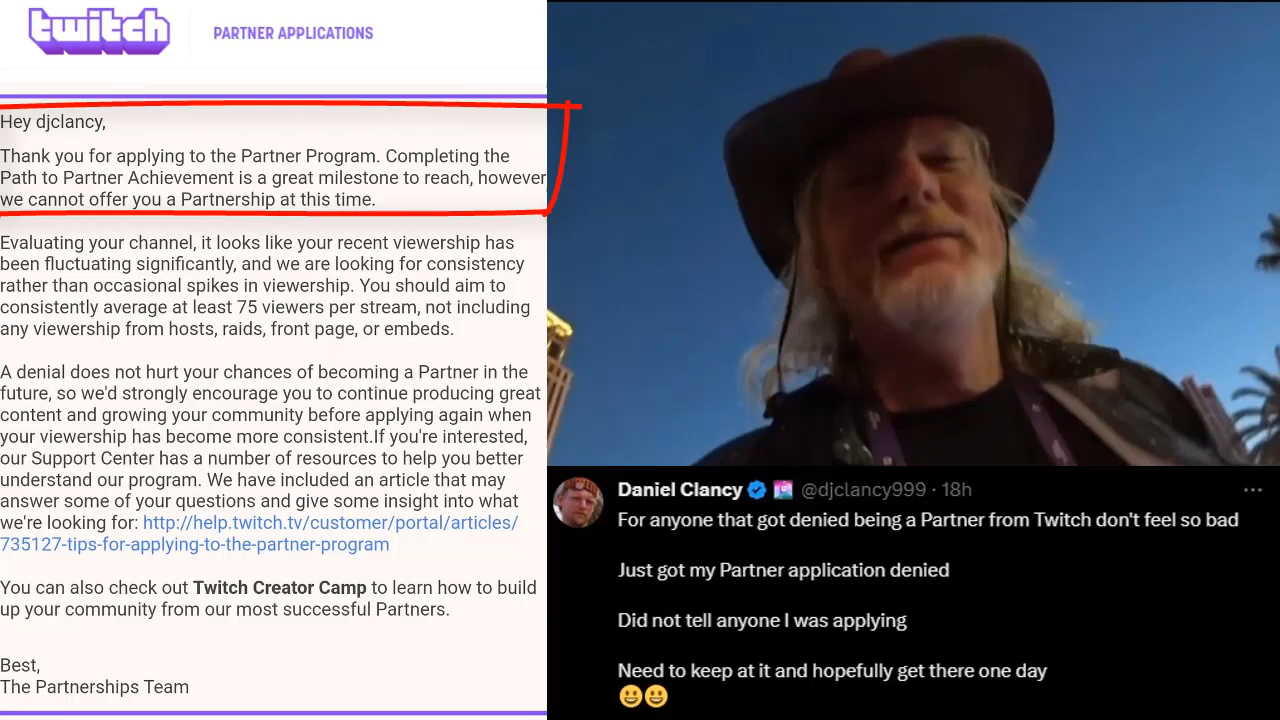 twitch
PARTNER APPLICATIONS
Hey djclancy,
Thank you for applying to the Partner Program. Completing the
Path to Partner Achievement is a great milestone to reach, however
we cannot offer you a Partnership at this time.
Evaluating your channel, it looks like your recent viewership has
been fluctuating significantly, and we are looking for consistency
rather than occasional spikes in viewership. You should aim to
consistently average at least 75 viewers per stream, not including
any viewership from hosts, raids, front page, or embeds.
A denial does not hurt your chances of becoming a Partner in the
future, so we'd strongly encourage you to continue producing great
content and growing your community before applying again when
your viewership has become more consistent.If you're interested,
our Support Center has a number of resources to help you better
understand our program. We have included an article that may
answer some of your questions and give some insight into what
we're looking for: http://help.twitch.tv/customer/portal/articles/
735127-tips-for-applying-to-the-partner-program
You can also check out Twitch Creator Camp to learn how to build
up your community from our most successful Partners.
Best,
The Partnerships Team
Daniel Clancy @djclancy999 · 18h
For anyone that got denied being a Partner from Twitch don't feel so bad
Just got my Partner application denied
Did not tell anyone I was applying
Need to keep at it and hopefully get there one day
😀😀